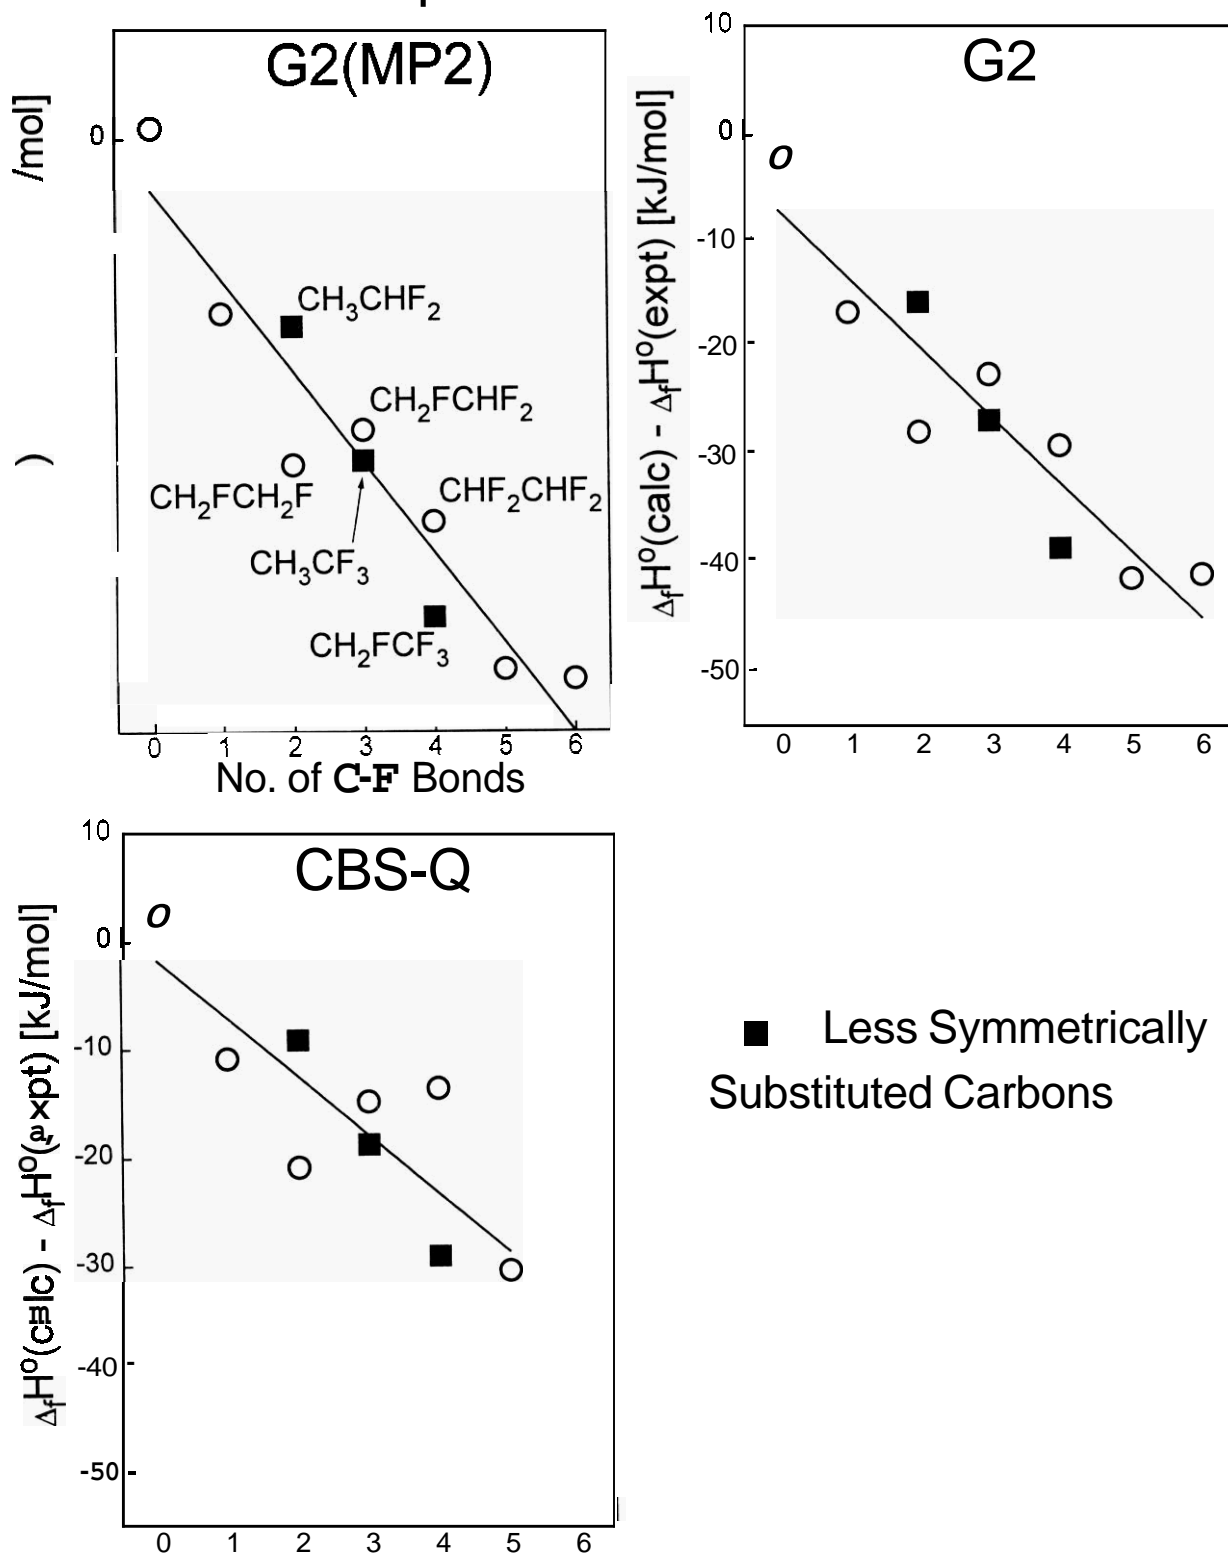 G2(MP2)
/mol]
0
)
CH3CHF2
CH2FCHF2
CH2FCH2F
CHF2CHF2
CH3CF3
CH2FCF3
0 1 2 3 4 5 6
No. of C-F Bonds
G2
ΔfHo(calc) - ΔfHo(expt) [kJ/mol]
10
0
-10
-20
-30
-40
-50
0 1 2 3 4 5 6
CBS-Q
[kJ/mol]
10
0
-10
-20
-30
-40
-50
0 1 2 3 4 5 6
■ Less Symmetrically
Substituted Carbons